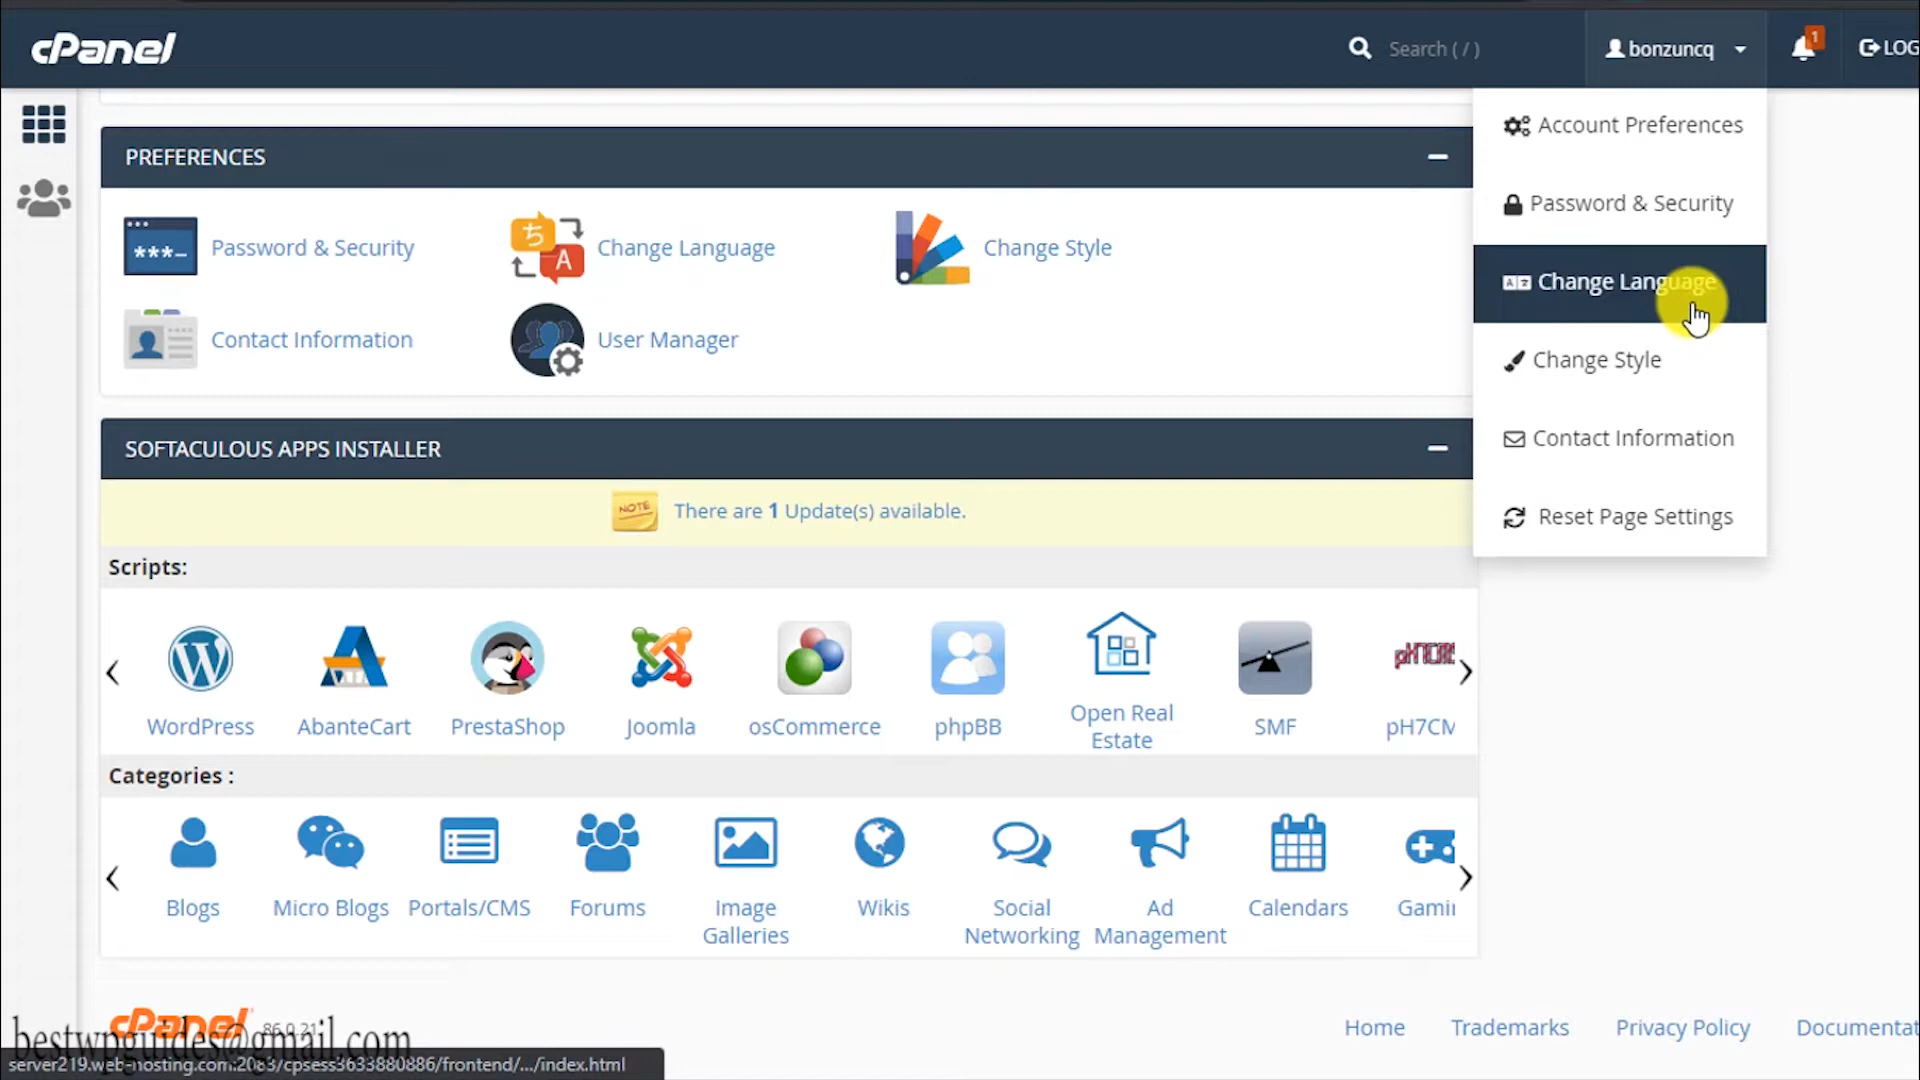 cPanel
Search ( / )
bonzuncq
1
LOG
Account Preferences
Password & Security
Change Language
Change Style
Contact Information
Reset Page Settings
PREFERENCES
Password & Security
Change Language
Change Style
Contact Information
User Manager
SOFTACULOUS APPS INSTALLER
NOTE
There are 1 Update(s) available.
Scripts:
WordPress
AbanteCart
PrestaShop
Joomla
osCommerce
phpBB
Open Real
Estate
SMF
pH7CM
Categories :
Blogs
Micro Blogs
Portals/CMS
Forums
Image
Galleries
Wikis
Social
Networking
Ad
Management
Calendars
Gamin
cPanel 86.0.21
Home
Trademarks
Privacy Policy
Documentat
bestwpguides@gmail.com
server219.web-hosting.com:2083/cpsess3633880886/frontend/.../index.html